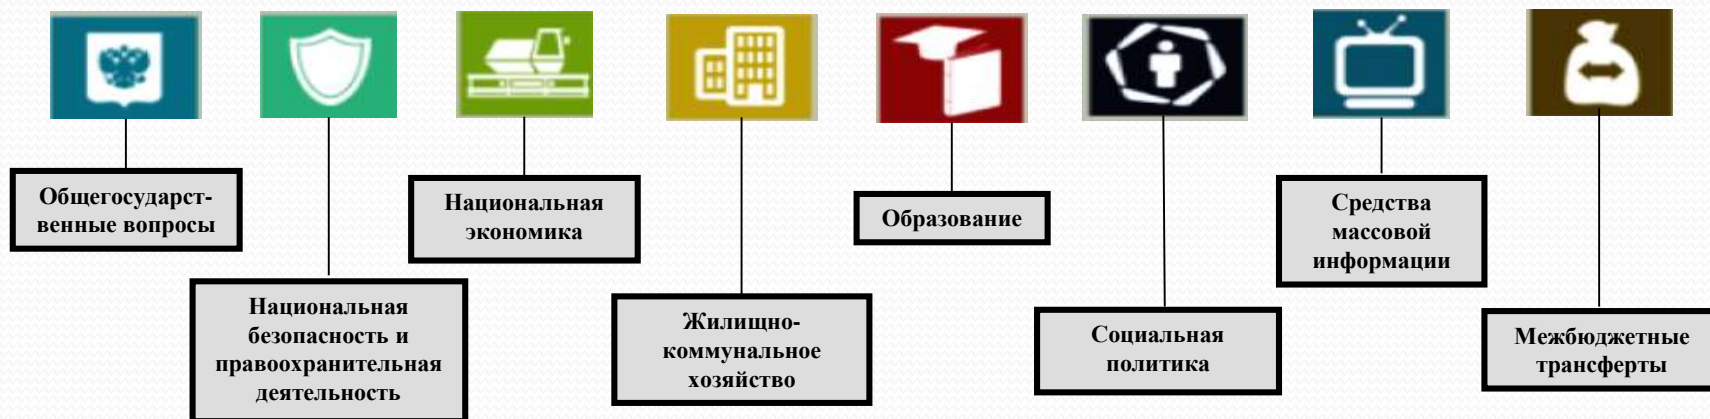 Общегосударст-
венные вопросы
Национальная
безопасность и
правоохранительная
деятельность
Национальная
экономика
Жилищно-
коммунальное
хозяйство
Образование
Социальная
политика
Средства
массовой
информации
Межбюджетные
трансферты